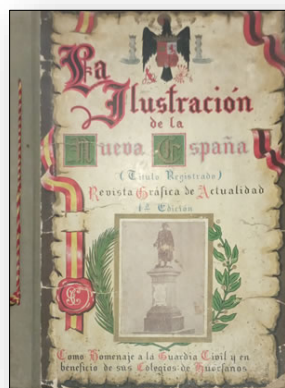 La
Ilustración
de la
Nueva España
(Título Registrado)
Revista Gráfica de Actualidad
1ª Edición
Como Homenaje a la Guardia Civil y en
beneficio de sus Colegios de Huérfanos